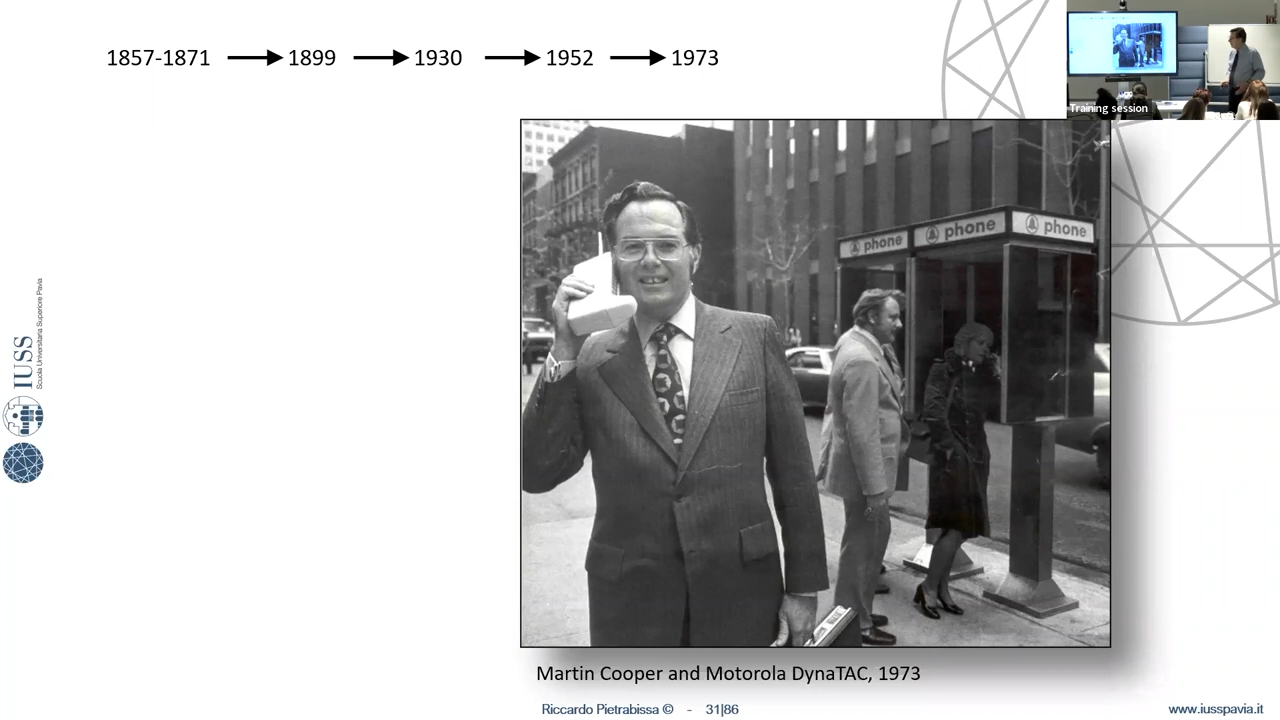 1857-1871 1899 1930 1952 1973
Training session
phone phone phone
IUSS
Scuola Universitaria Superiore Pavia
Martin Cooper and Motorola DynaTAC, 1973
Riccardo Pietrabissa © - 31|86
www.iusspavia.it